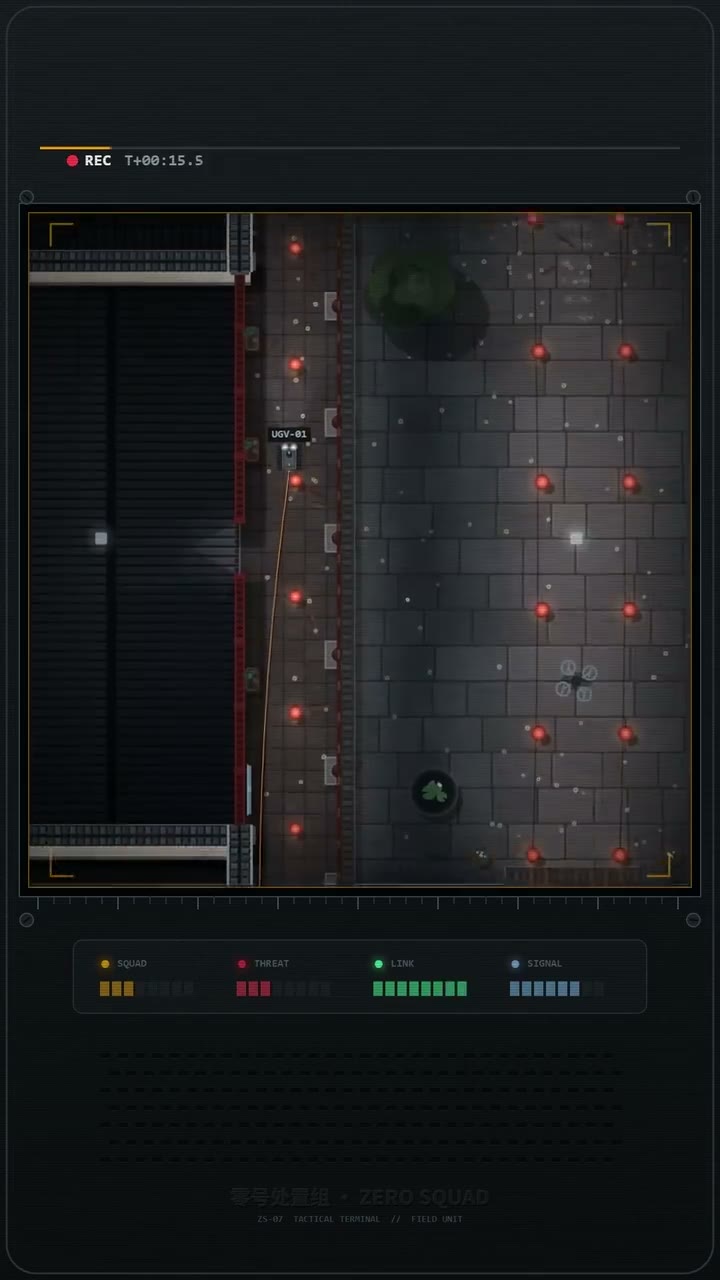 REC T+00:15.5
UGV-01
SQUAD THREAT LINK SIGNAL
零号处置组 · ZERO SQUAD
ZS-07 TACTICAL TERMINAL // FIELD UNIT